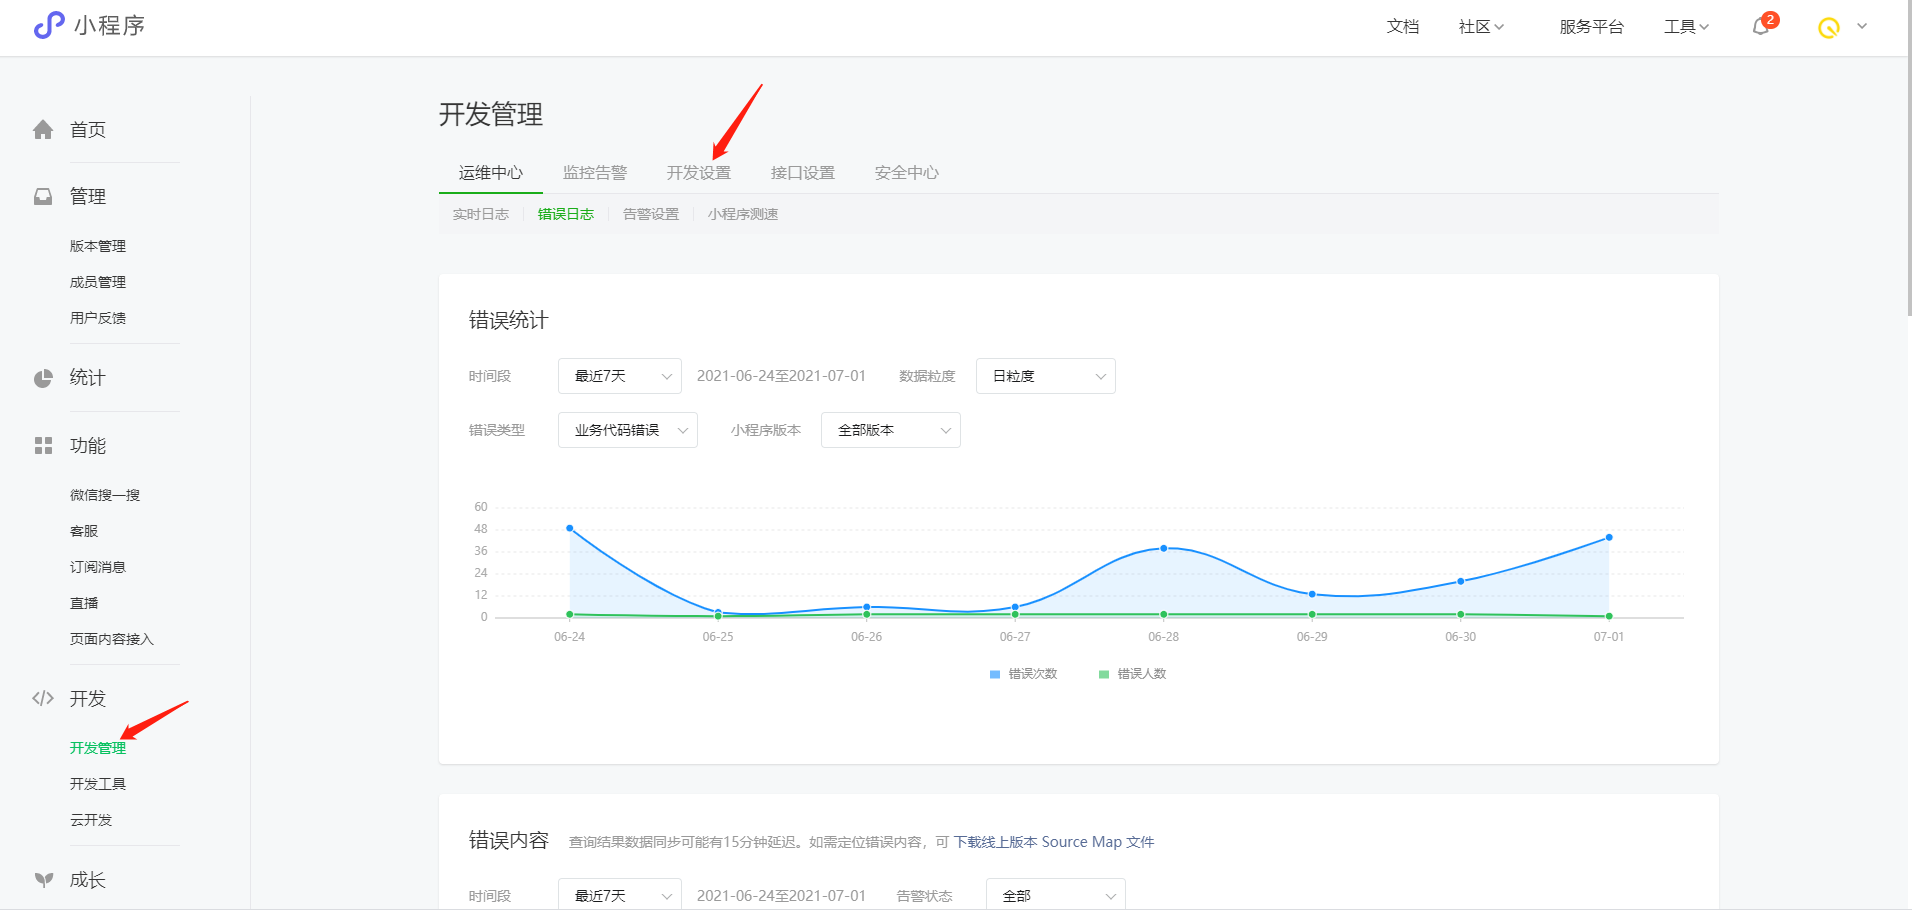 小程序
文档 社区 服务平台 工具 2
首页
管理
版本管理
成员管理
用户反馈
统计
功能
微信搜一搜
客服
订阅消息
直播
页面内容接入
开发
开发管理
开发工具
云开发
成长
开发管理
运维中心 监控告警 开发设置 接口设置 安全中心
实时日志 错误日志 告警设置 小程序测速
错误统计
时间段 最近7天 2021-06-24至2021-07-01 数据粒度 日粒度
错误类型 业务代码错误 小程序版本 全部版本
60
48
36
24
12
0
06-24 06-25 06-26 06-27 06-28 06-29 06-30 07-01
错误次数 错误人数
错误内容 查询结果数据同步可能有15分钟延迟。如需定位错误内容，可 下载线上版本 Source Map 文件
时间段 最近7天 2021-06-24至2021-07-01 告警状态 全部